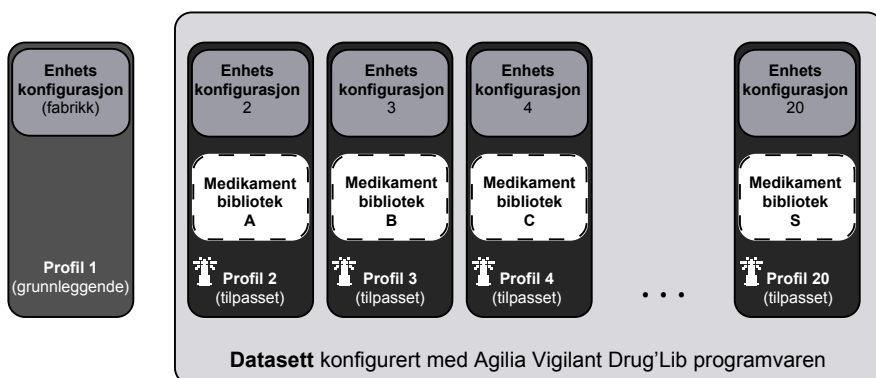 Enhets
konfigurasjon
(fabrikk)
Profil 1
(grunnleggende)
Enhets
konfigurasjon
2
Medikament
bibliotek
A
Profil 2
(tilpasset)
Enhets
konfigurasjon
3
Medikament
bibliotek
B
Profil 3
(tilpasset)
Enhets
konfigurasjon
4
Medikament
bibliotek
C
Profil 4
(tilpasset)
. . .
Enhets
konfigurasjon
20
Medikament
bibliotek
S
Profil 20
(tilpasset)
Datasett konfigurert med Agilia Vigilant Drug’Lib programvaren